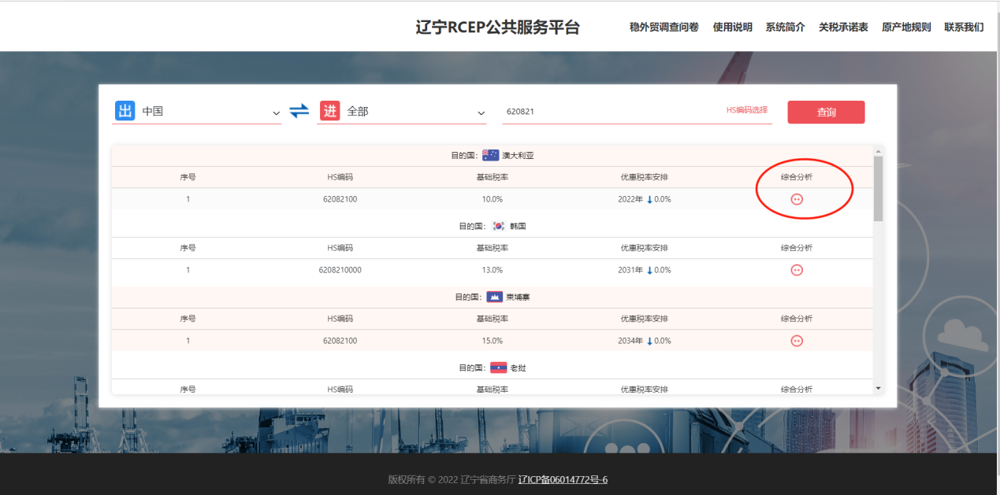 辽宁RCEP公共服务平台 稳外贸调查问卷 使用说明 系统简介 关税承诺表 原产地规则 联系我们
出 中国 进 全部 620821 HS编码选择 查询
目的国: 澳大利亚
序号 HS编码 基础税率 优惠税率安排 综合分析
1 62082100 10.0% 2022年 ↓ 0.0%
目的国: 韩国
序号 HS编码 基础税率 优惠税率安排 综合分析
1 6208210000 13.0% 2031年 ↓ 0.0%
目的国: 柬埔寨
序号 HS编码 基础税率 优惠税率安排 综合分析
1 62082100 15.0% 2034年 ↓ 0.0%
目的国: 老挝
序号 HS编码 基础税率 优惠税率安排 综合分析
版权所有 © 2022 辽宁省商务厅 辽ICP备06014772号-6